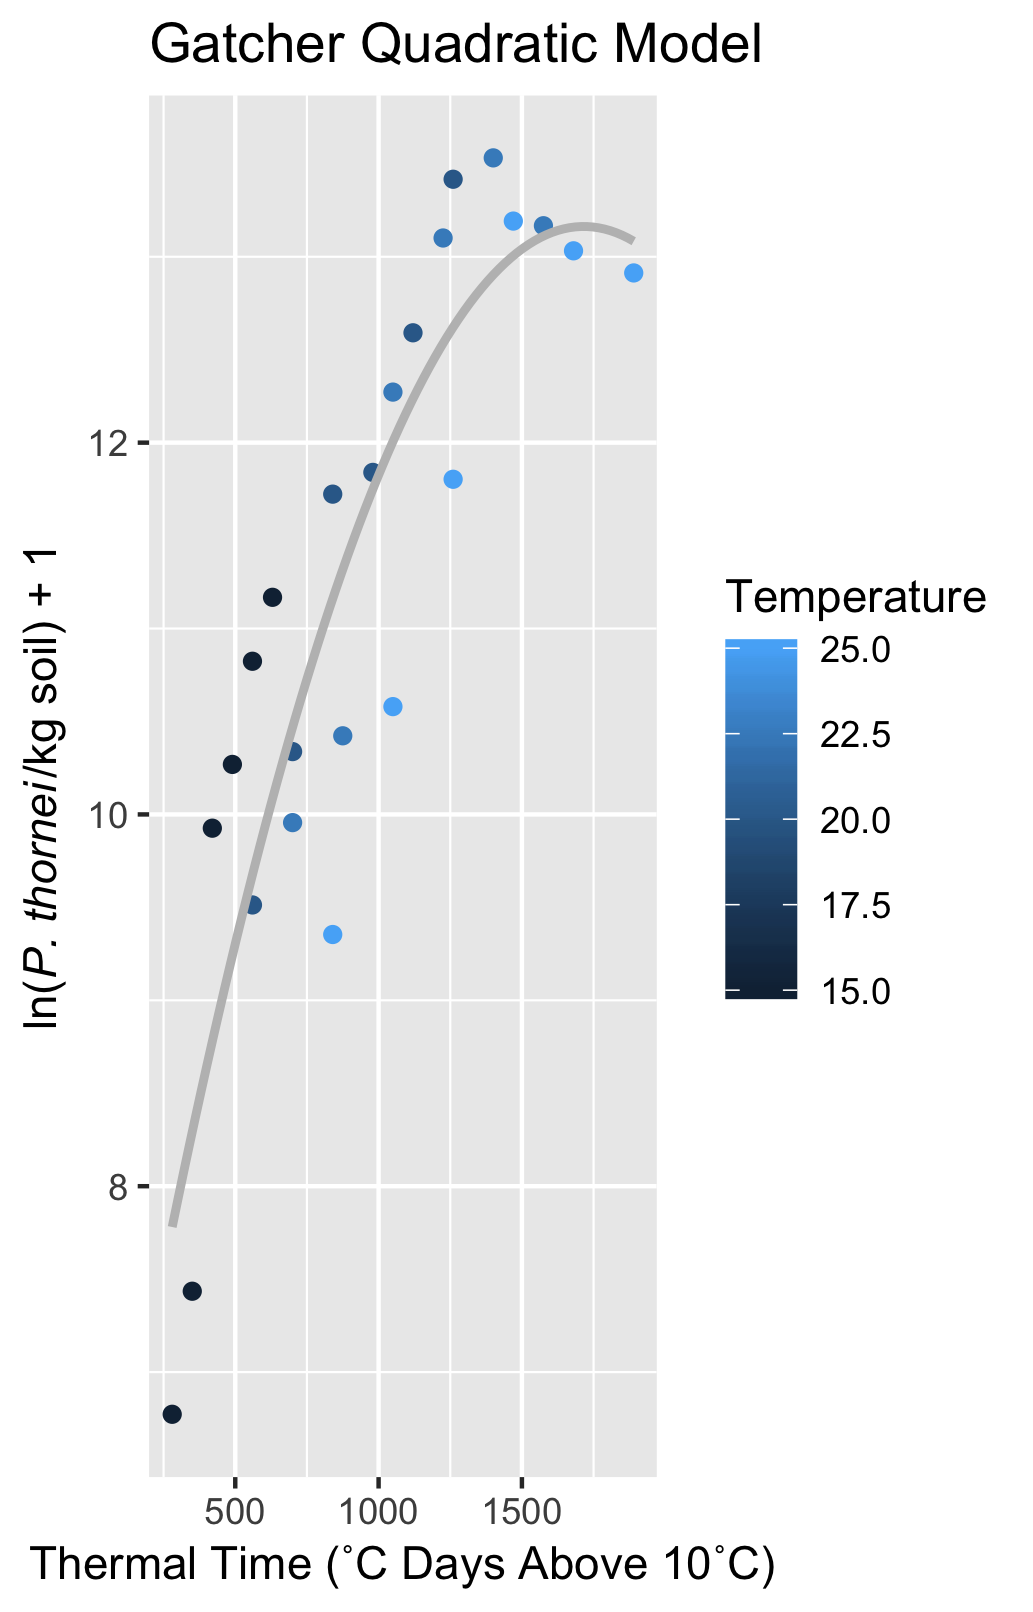 Gatcher Quadratic Model
ln(P. thornei/kg soil) + 1
12
10
8
500 1000 1500
Thermal Time (˚C Days Above 10˚C)
Temperature
25.0
22.5
20.0
17.5
15.0